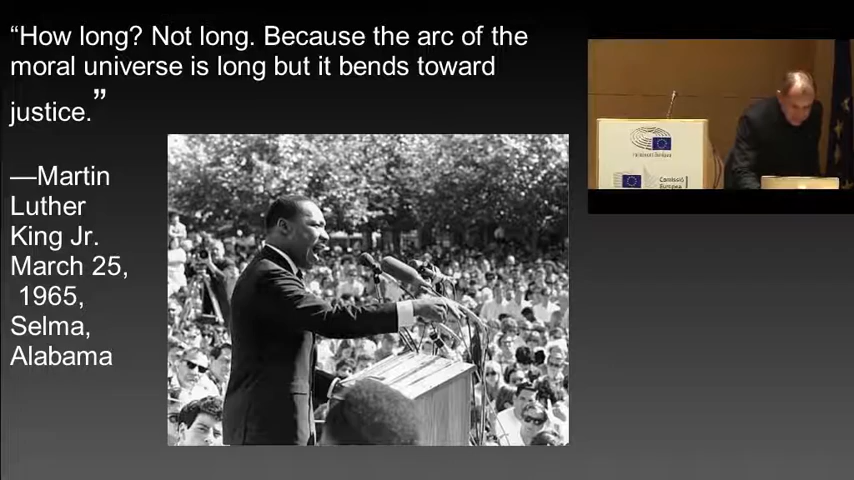 “How long? Not long. Because the arc of the
moral universe is long but it bends toward
justice.”
—Martin
Luther
King Jr.
March 25,
1965,
Selma,
Alabama